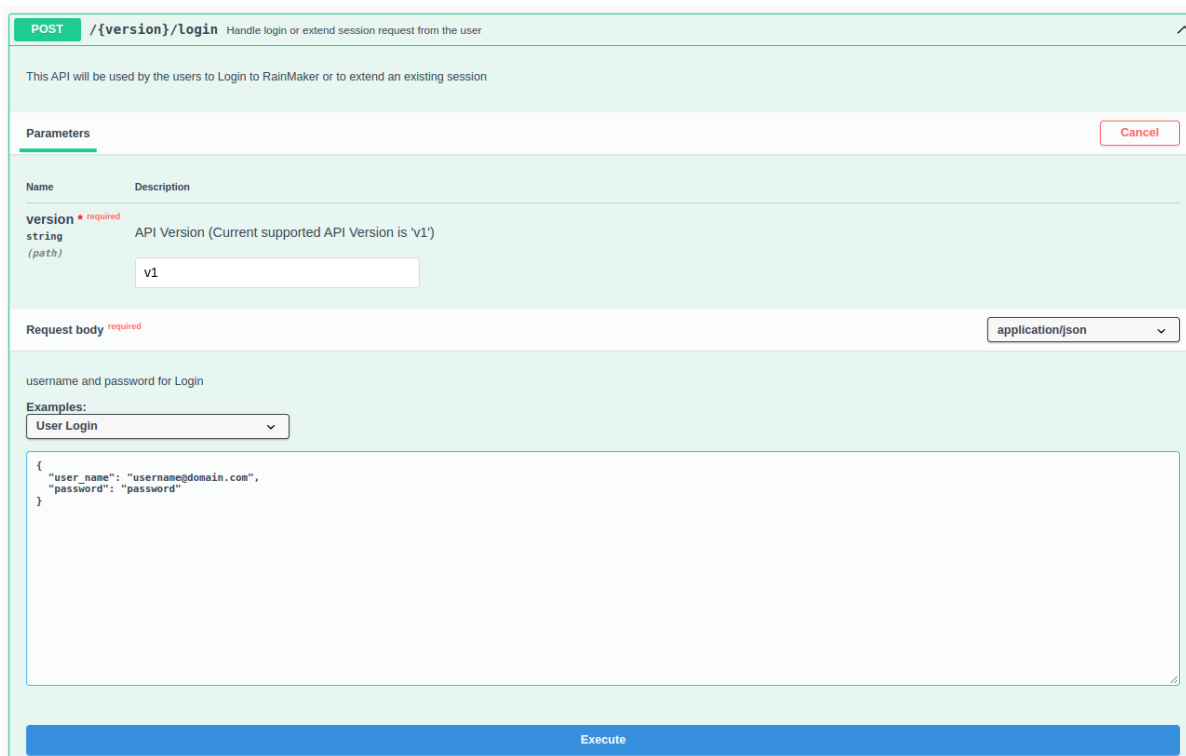 POST /{version}/login Handle login or extend session request from the user
This API will be used by the users to Login to RainMaker or to extend an existing session
Parameters
Cancel
Name Description
version * required
string
(path)
API Version (Current supported API Version is 'v1')
v1
Request body required
application/json
username and password for Login
Examples:
User Login
{
  "user_name": "username@domain.com",
  "password": "password"
}
Execute